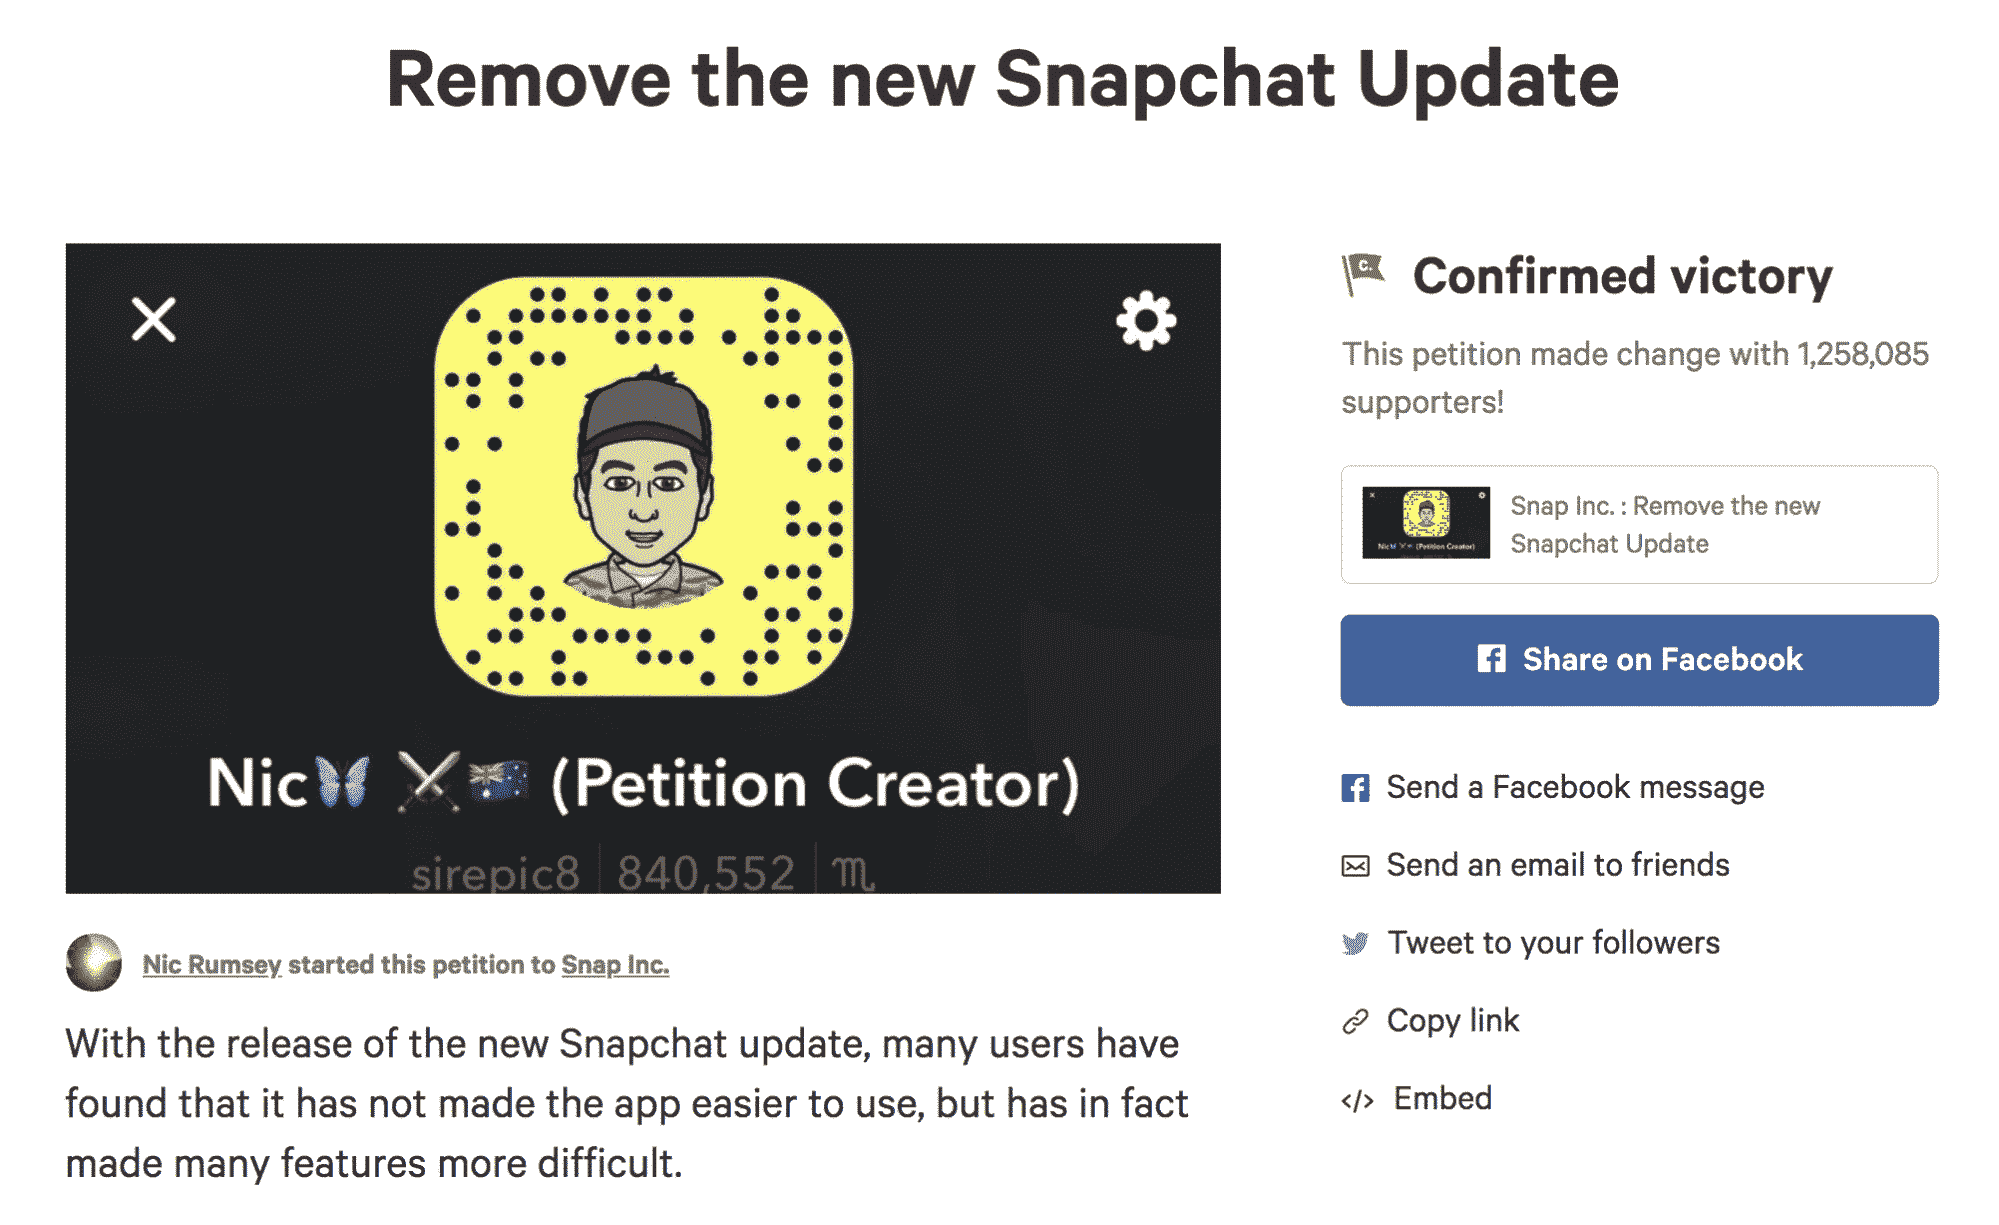 Remove the new Snapchat Update
Nic🦋 ⚔️🇦🇺 (Petition Creator)
sirepic8 | 840,552 | ♏
Nic Rumsey started this petition to Snap Inc.
With the release of the new Snapchat update, many users have
found that it has not made the app easier to use, but has in fact
made many features more difficult.
Confirmed victory
This petition made change with 1,258,085
supporters!
Nic🦋 ⚔️🇦🇺 (Petition Creator)
Snap Inc. : Remove the new
Snapchat Update
Share on Facebook
Send a Facebook message
Send an email to friends
Tweet to your followers
Copy link
Embed